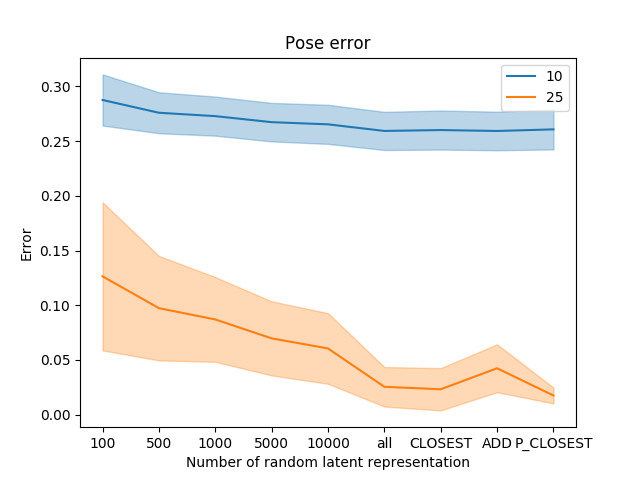 Pose error
10
25
0.30
0.25
0.20
0.15
0.10
0.05
0.00
Error
100 500 1000 5000 10000 all CLOSEST ADD P_CLOSEST
Number of random latent representation